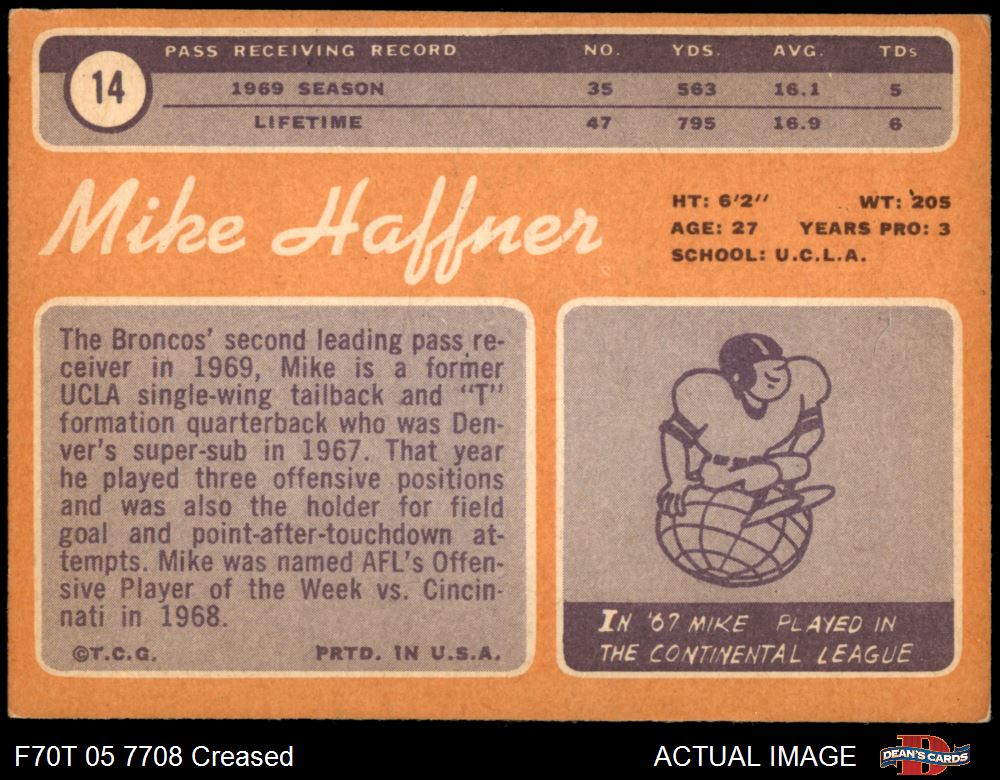 14
PASS RECEIVING RECORD NO. YDS. AVG. TDs
1969 SEASON 35 563 16.1 5
LIFETIME 47 795 16.9 6
Mike Haffner
HT: 6'2'' WT: 205
AGE: 27 YEARS PRO: 3
SCHOOL: U.C.L.A.
The Broncos' second leading pass re-
ceiver in 1969, Mike is a former
UCLA single-wing tailback and "T"
formation quarterback who was Den-
ver's super-sub in 1967. That year
he played three offensive positions
and was also the holder for field
goal and point-after-touchdown at-
tempts. Mike was named AFL's Offen-
sive Player of the Week vs. Cincin-
nati in 1968.
©T.C.G. PRTD. IN U.S.A.
IN '67 MIKE PLAYED IN
THE CONTINENTAL LEAGUE
F70T 05 7708 Creased
ACTUAL IMAGE
DEAN'S CARDS